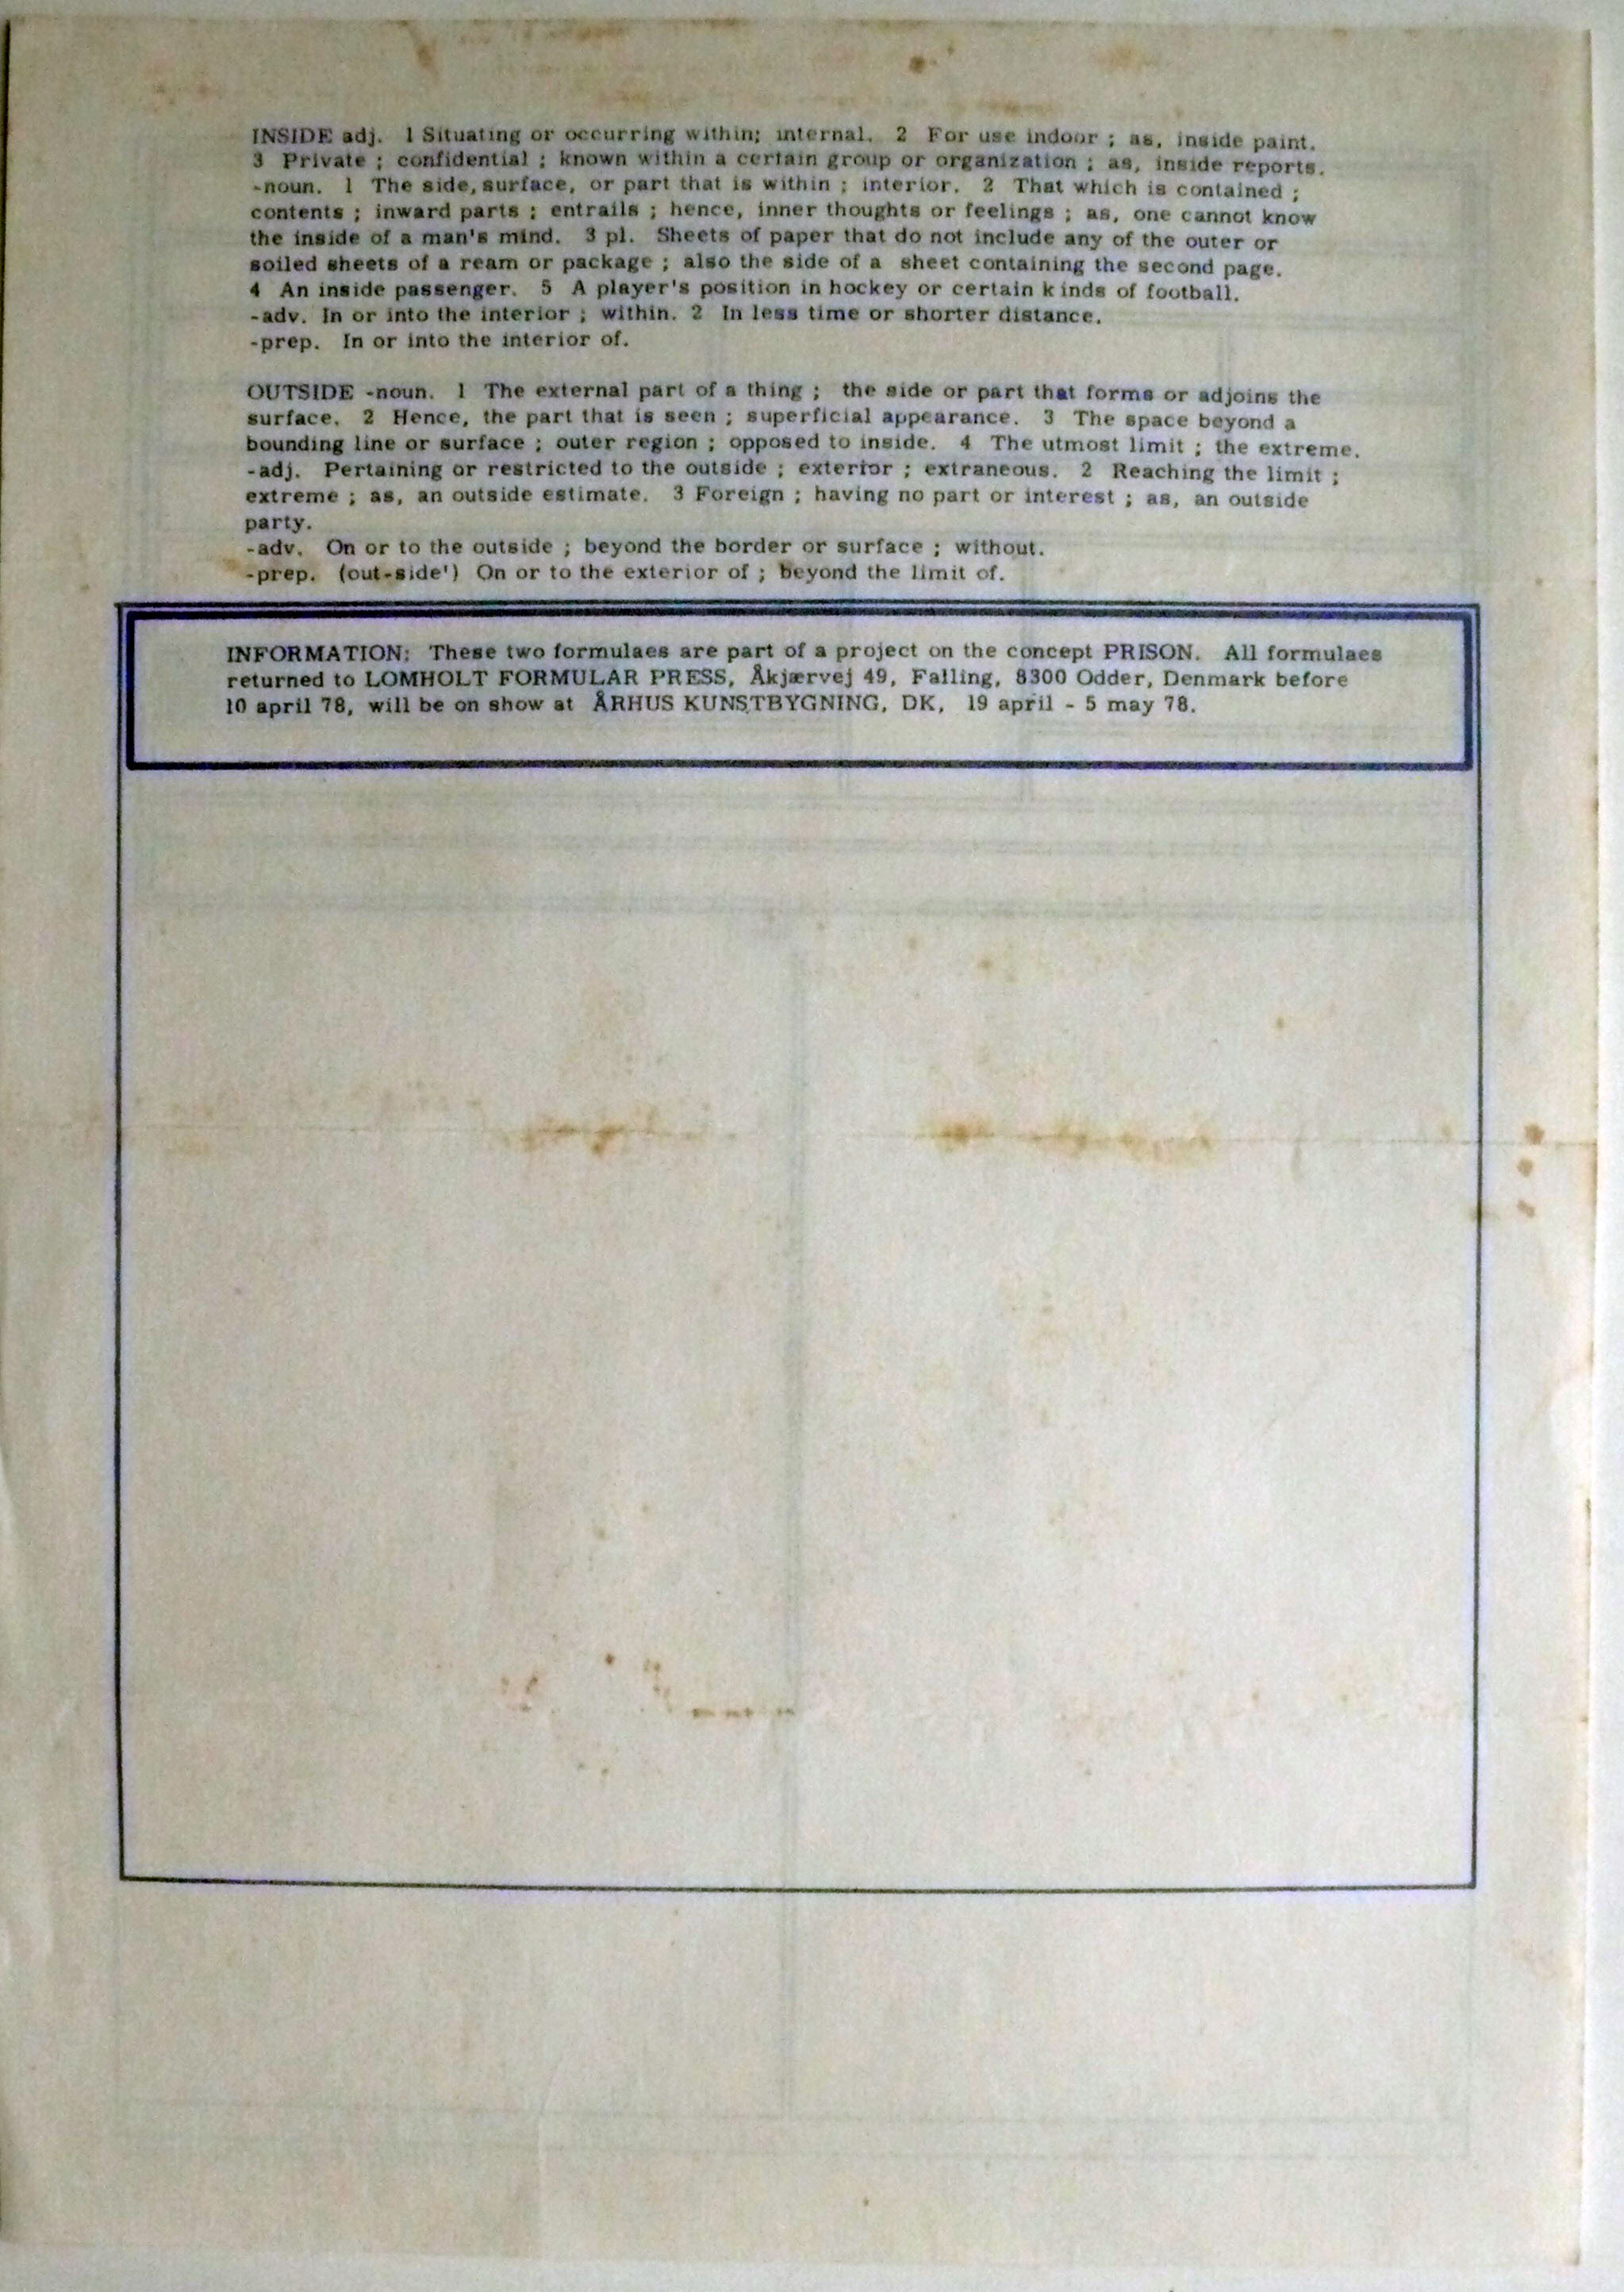 INSIDE adj. 1 Situating or occurring within; internal. 2 For use indoor ; as, inside paint.
3 Private ; confidential ; known within a certain group or organization ; as, inside reports.
-noun. 1 The side, surface, or part that is within ; interior. 2 That which is contained ;
contents ; inward parts ; entrails ; hence, inner thoughts or feelings ; as, one cannot know
the inside of a man's mind. 3 pl. Sheets of paper that do not include any of the outer or
soiled sheets of a ream or package ; also the side of a sheet containing the second page.
4 An inside passenger. 5 A player's position in hockey or certain k inds of football.
-adv. In or into the interior ; within. 2 In less time or shorter distance.
-prep. In or into the interior of.
OUTSIDE -noun. 1 The external part of a thing ; the side or part that forms or adjoins the
surface. 2 Hence, the part that is seen ; superficial appearance. 3 The space beyond a
bounding line or surface ; outer region ; opposed to inside. 4 The utmost limit ; the extreme.
-adj. Pertaining or restricted to the outside ; exterior ; extraneous. 2 Reaching the limit ;
extreme ; as, an outside estimate. 3 Foreign ; having no part or interest ; as, an outside
party.
-adv. On or to the outside ; beyond the border or surface ; without.
-prep. (out-side') On or to the exterior of ; beyond the limit of.
INFORMATION: These two formulaes are part of a project on the concept PRISON. All formulaes
returned to LOMHOLT FORMULAR PRESS, Åkjærvej 49, Falling, 8300 Odder, Denmark before
10 april 78, will be on show at ÅRHUS KUNSTBYGNING, DK, 19 april - 5 may 78.